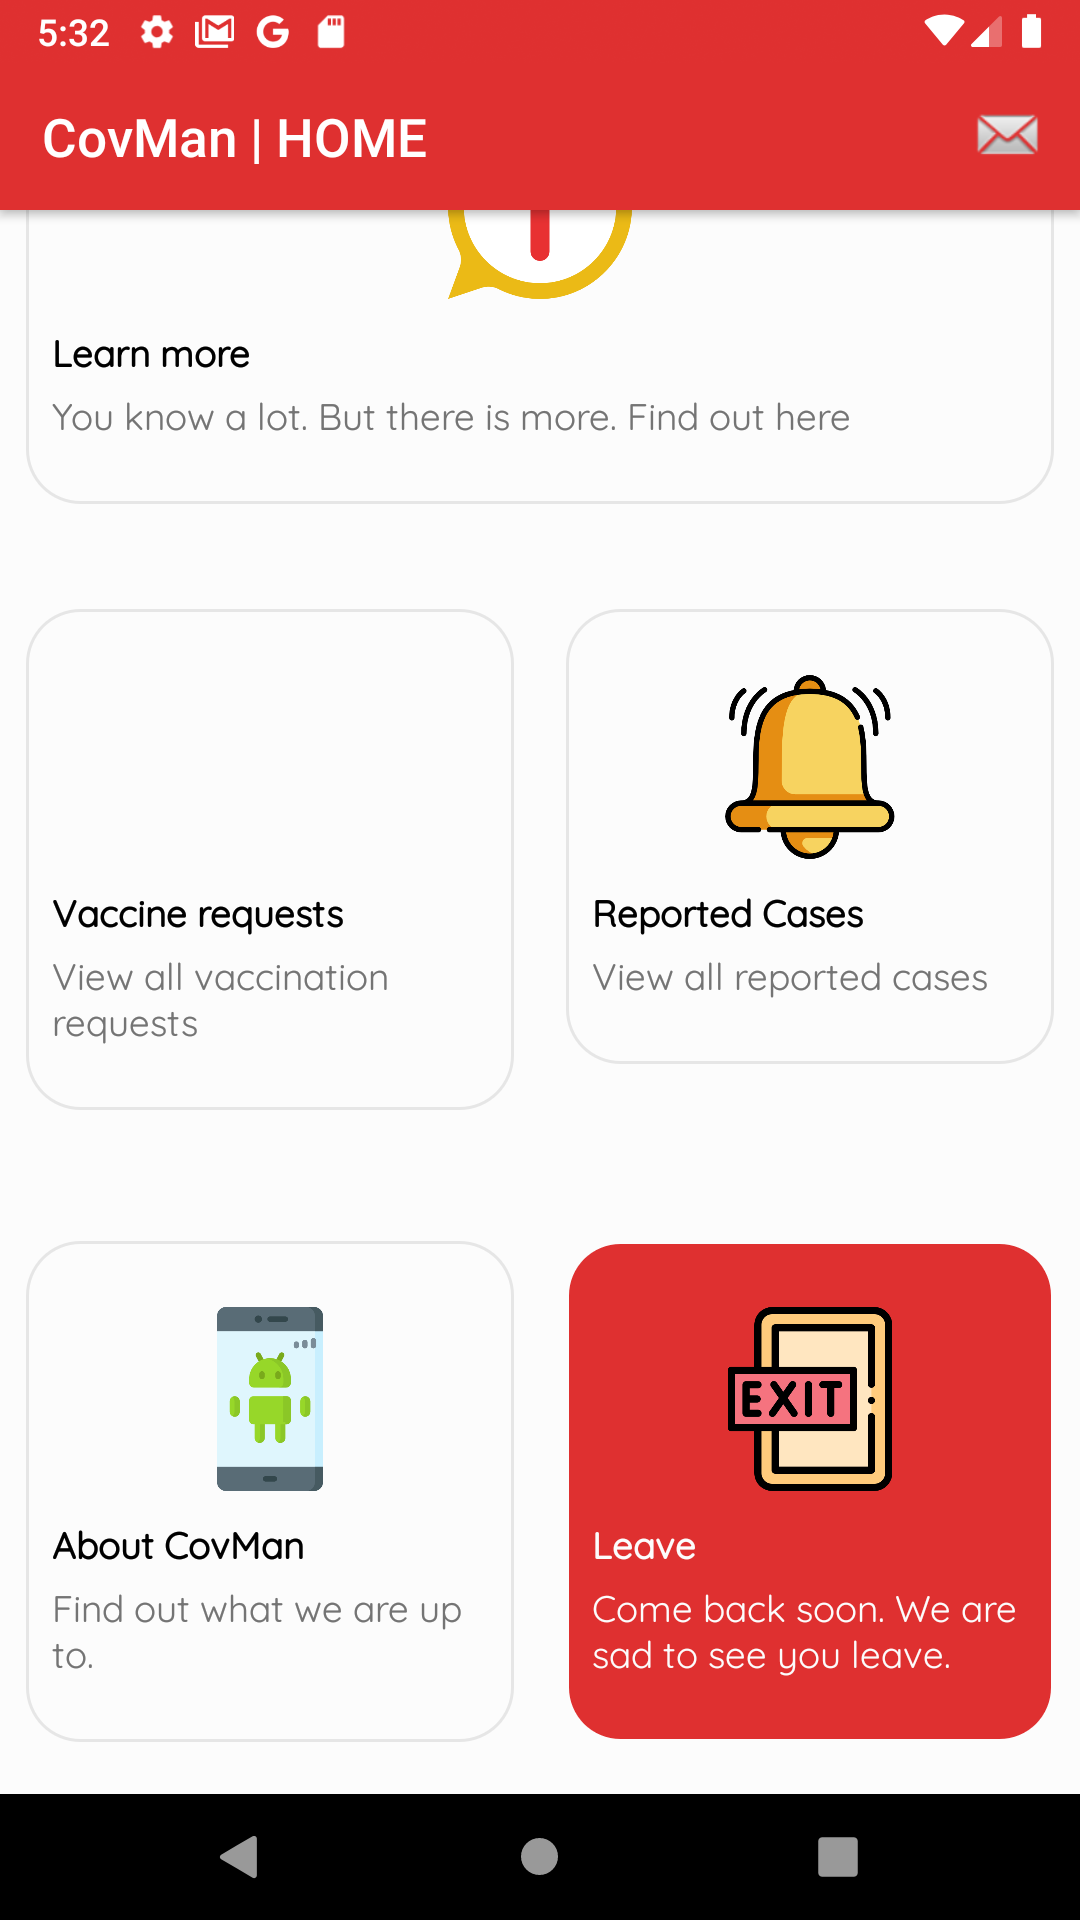 5:32
CovMan | HOME
Learn more
You know a lot. But there is more. Find out here
Vaccine requests
View all vaccination
requests
Reported Cases
View all reported cases
EXIT
About CovMan
Find out what we are up
to.
Leave
Come back soon. We are
sad to see you leave.